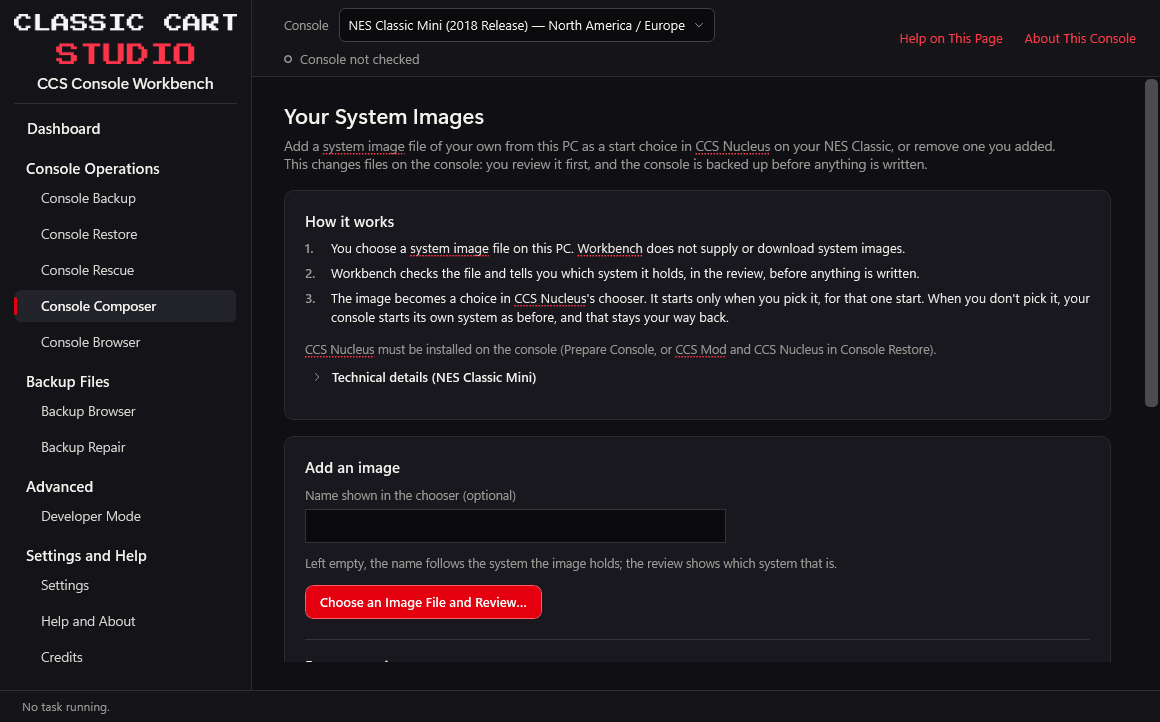 CLASSIC CART
STUDIO
CCS Console Workbench
Dashboard
Console Operations
Console Backup
Console Restore
Console Rescue
Console Composer
Console Browser
Backup Files
Backup Browser
Backup Repair
Advanced
Developer Mode
Settings and Help
Settings
Help and About
Credits
Console
NES Classic Mini (2018 Release) — North America / Europe
Console not checked
Help on This Page
About This Console
Your System Images
Add a system image file of your own from this PC as a start choice in CCS Nucleus on your NES Classic, or remove one you added.
This changes files on the console: you review it first, and the console is backed up before anything is written.
How it works
1. You choose a system image file on this PC. Workbench does not supply or download system images.
2. Workbench checks the file and tells you which system it holds, in the review, before anything is written.
3. The image becomes a choice in CCS Nucleus's chooser. It starts only when you pick it, for that one start. When you don't pick it, your
console starts its own system as before, and that stays your way back.
CCS Nucleus must be installed on the console (Prepare Console, or CCS Mod and CCS Nucleus in Console Restore).
Technical details (NES Classic Mini)
Add an image
Name shown in the chooser (optional)
Left empty, the name follows the system the image holds; the review shows which system that is.
Choose an Image File and Review...
No task running.